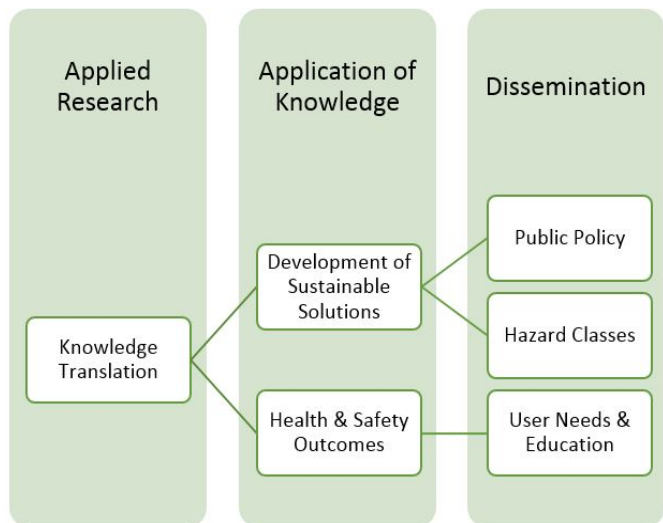 Applied
Research
Application of
Knowledge
Dissemination
Knowledge
Translation
Development of
Sustainable
Solutions
Health & Safety
Outcomes
Public Policy
Hazard Classes
User Needs &
Education